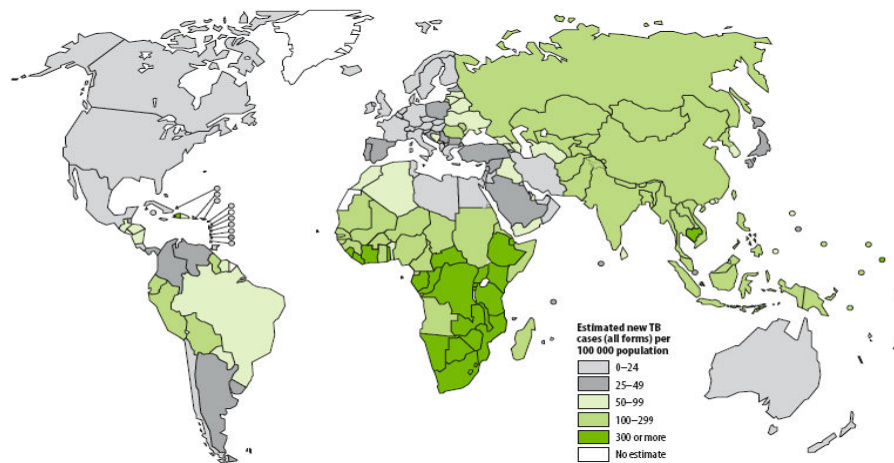 Estimated new TB
cases (all forms) per
100 000 population
0–24
25–49
50–99
100–299
300 or more
No estimate